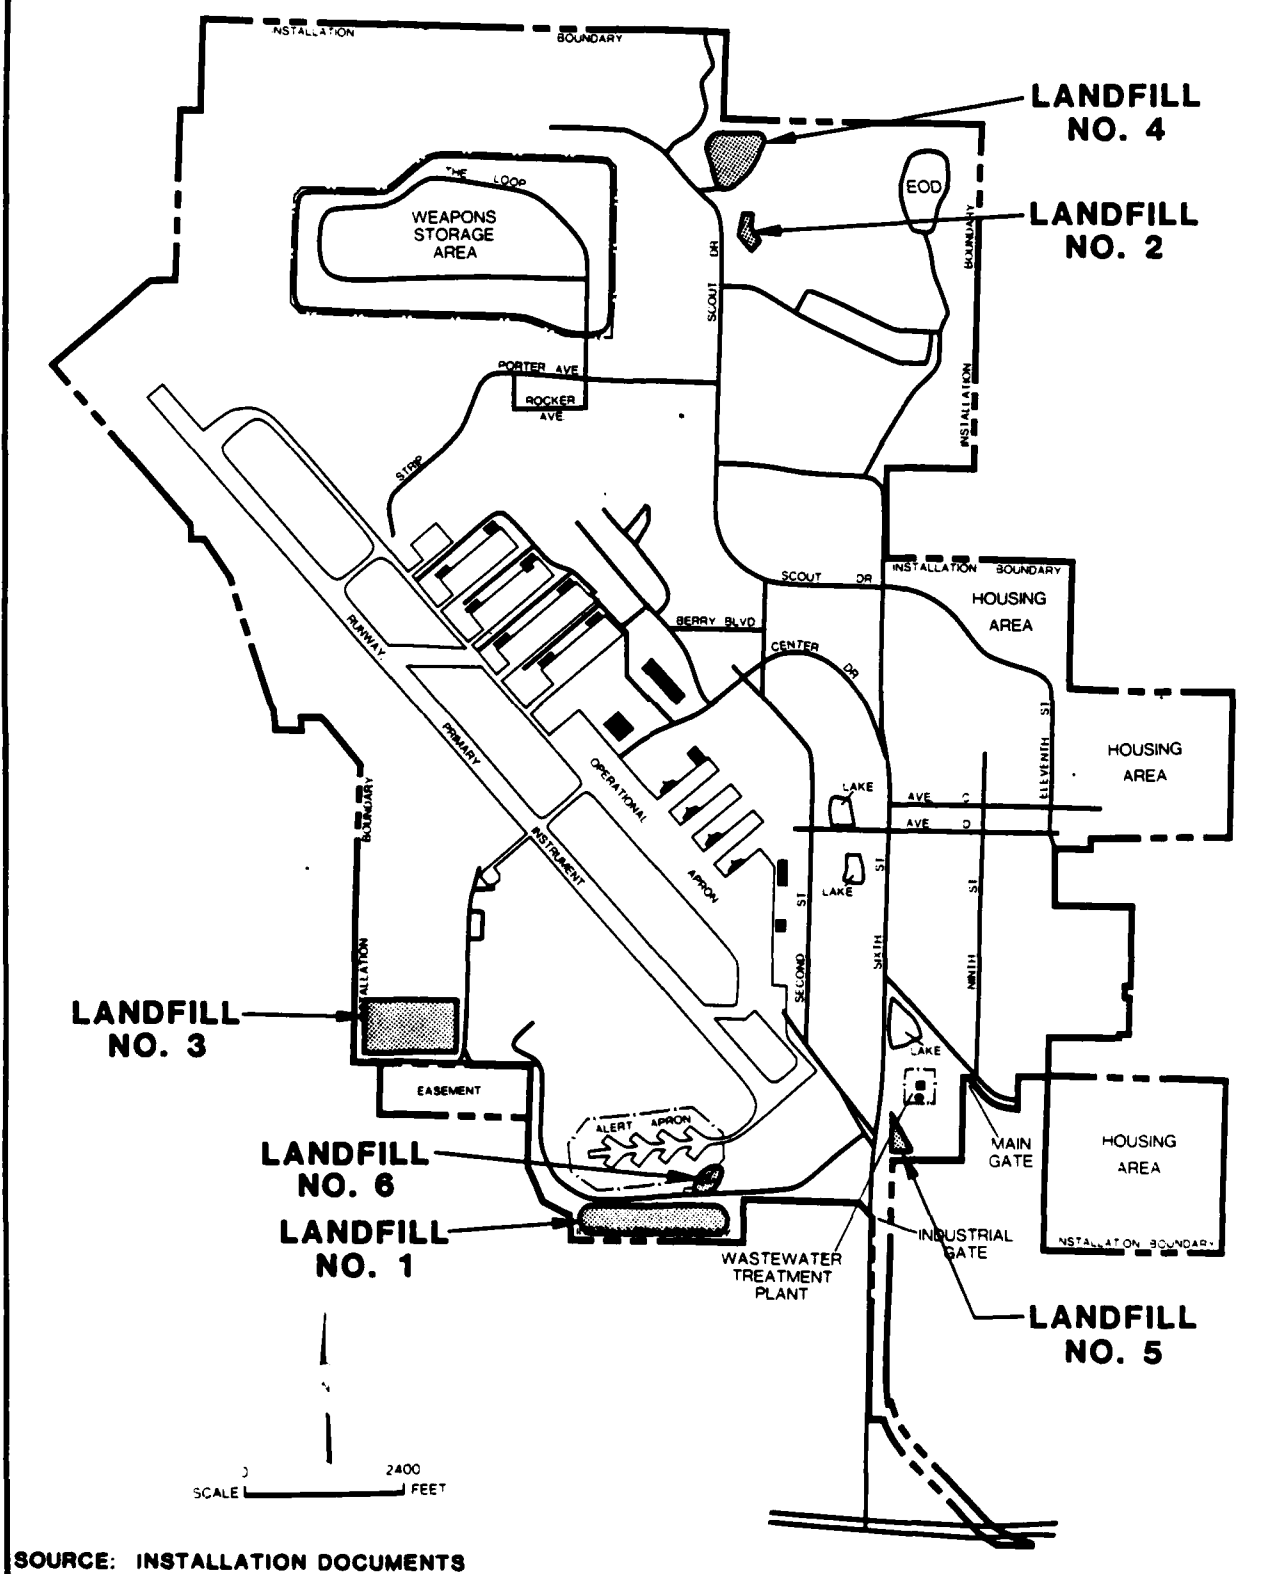 NSTALLATION
BOUNDARY
LANDFILL
NO. 4
THE LOOP
EOD
WEAPONS
STORAGE
AREA
LANDFILL
NO. 2
BOUNDARY
SCOUT DR
PORTER AVE
ROCKER
AVE
INSTALLATION
STRIP
INSTALLATION BOUNDARY
SCOUT DR
HOUSING
AREA
RUNWAY
BERRY BLVD
CENTER DR
ELEVENTH ST
PRIMARY
HOUSING
AREA
OPERATIONAL
LAKE
AVE C
BOUNDARY
AVE D
INSTRUMENT
APRON
LAKE
SECOND ST
SIXTH ST
NINTH ST
TALLATION
LANDFILL
NO. 3
LAKE
EASEMENT
ALERT APRON
MAIN
GATE
HOUSING
AREA
LANDFILL
NO. 6
LANDFILL
NO. 1
INDUSTRIAL
GATE
NSTALLATION BOUNDARY
WASTEWATER
TREATMENT
PLANT
LANDFILL
NO. 5
2400
SCALE
FEET
SOURCE: INSTALLATION DOCUMENTS